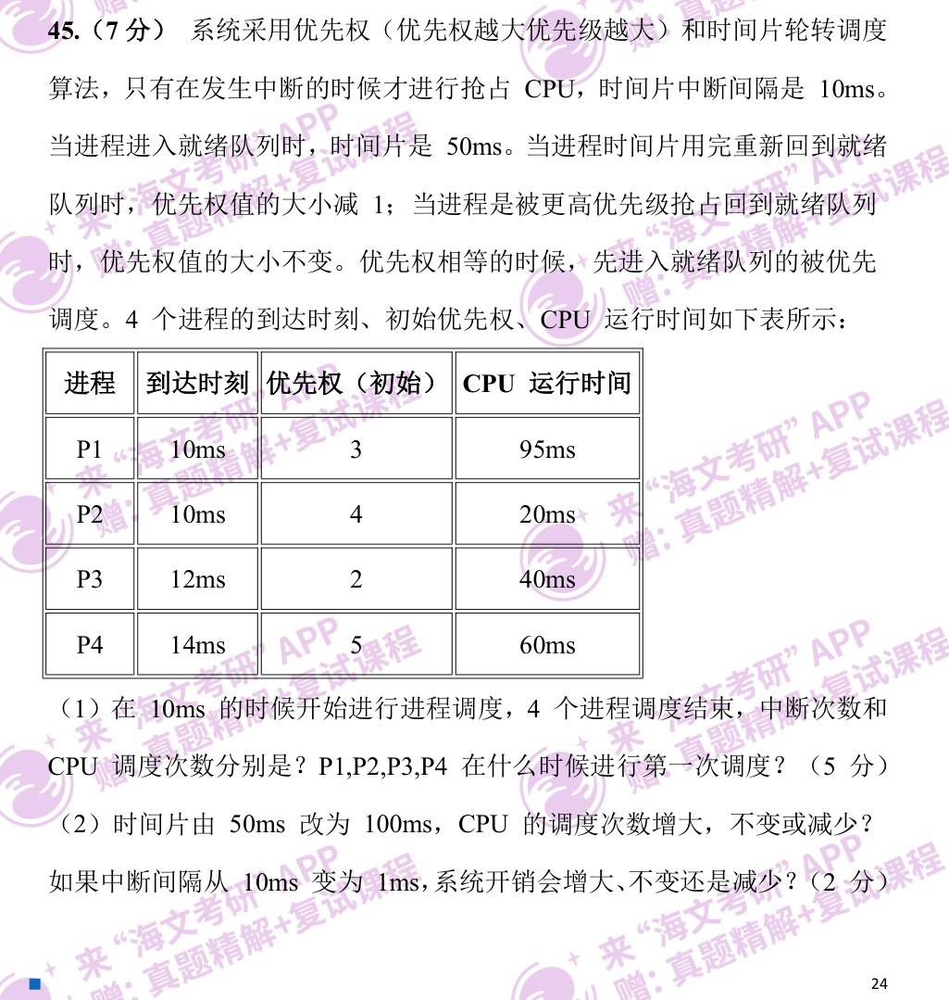 45.（7分） 系统采用优先权（优先权越大优先级越大）和时间片轮转调度
算法，只有在发生中断的时候才进行抢占 CPU，时间片中断间隔是 10ms。
当进程进入就绪队列时，时间片是 50ms。当进程时间片用完重新回到就绪
队列时，优先权值的大小减 1；当进程是被更高优先级抢占回到就绪队列
时，优先权值的大小不变。优先权相等的时候，先进入就绪队列的被优先
调度。4 个进程的到达时刻、初始优先权、CPU 运行时间如下表所示：
进程 到达时刻 优先权（初始） CPU 运行时间
P1 10ms 3 95ms
P2 10ms 4 20ms
P3 12ms 2 40ms
P4 14ms 5 60ms
（1）在 10ms 的时候开始进行进程调度，4 个进程调度结束，中断次数和
CPU 调度次数分别是？P1,P2,P3,P4 在什么时候进行第一次调度？（5 分）
（2）时间片由 50ms 改为 100ms，CPU 的调度次数增大，不变或减少？
如果中断间隔从 10ms 变为 1ms，系统开销会增大、不变还是减少？（2 分）
来“海文考研”APP
赠：真题精解+复试课程
24